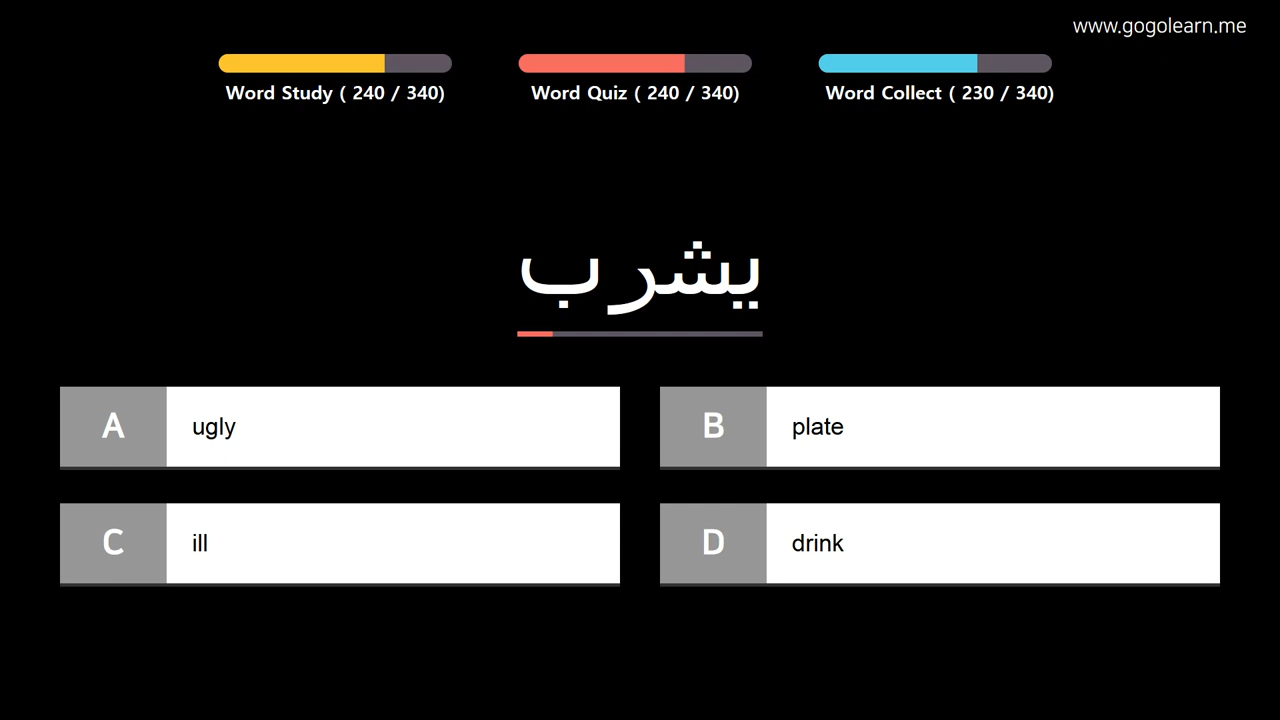 www.gogolearn.me
Word Study ( 240 / 340)
Word Quiz ( 240 / 340)
Word Collect ( 230 / 340)
يشرب
A ugly
B plate
C ill
D drink